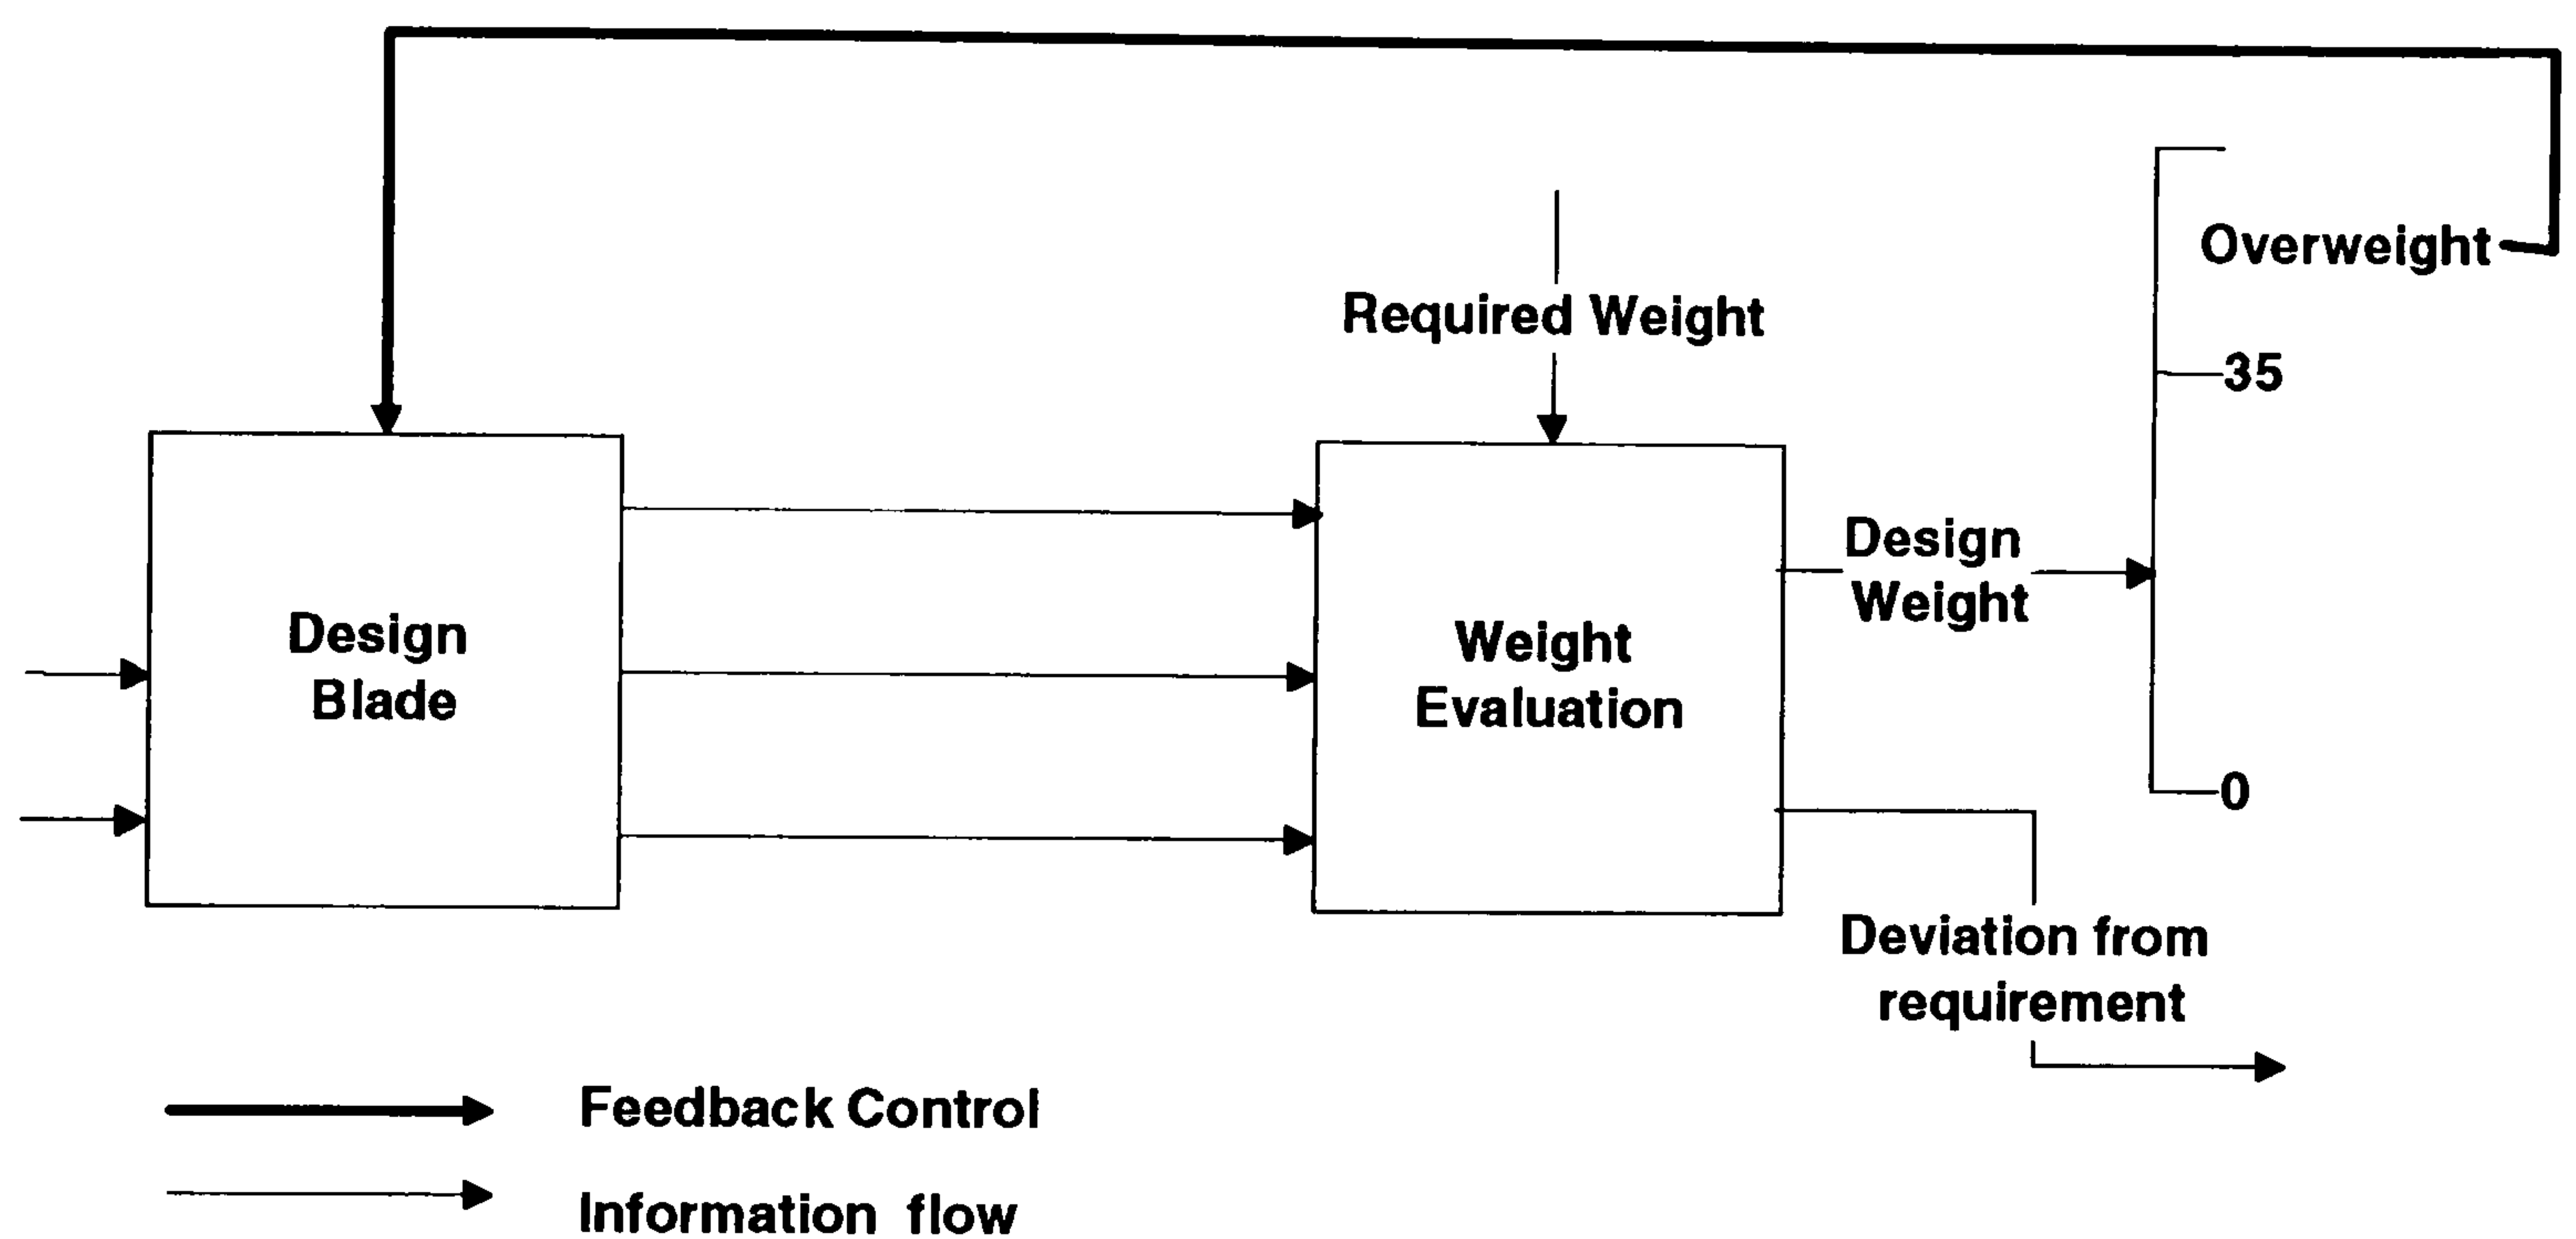 Overweight
Required Weight
35
Design
Weight
Design
Blade
Weight
Evaluation
0
Deviation from
requirement
Feedback Control
Information flow